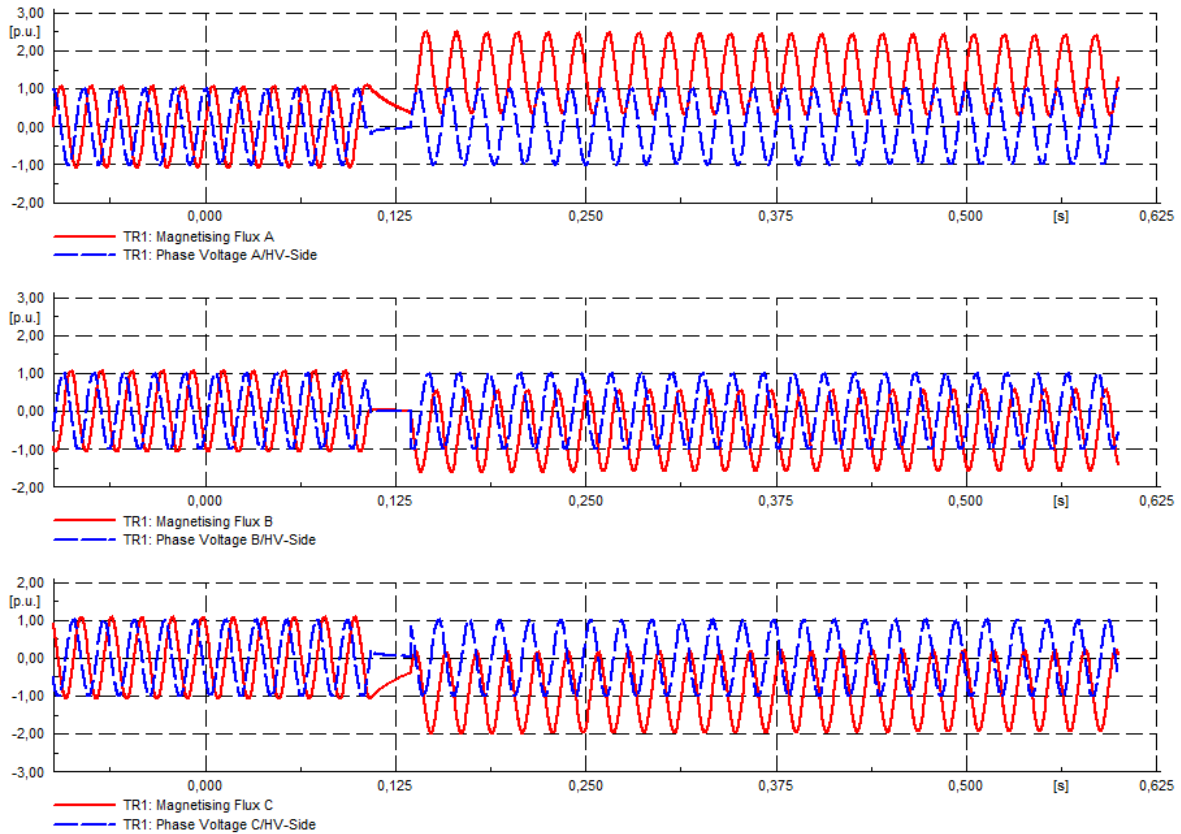 3,00
[p.u.]
2,00
1,00
0,00
-1,00
-2,00
0,000 0,125 0,250 0,375 0,500 [s] 0,625
TR1: Magnetising Flux A
TR1: Phase Voltage A/HV-Side
3,00
[p.u.]
2,00
1,00
0,00
-1,00
-2,00
0,000 0,125 0,250 0,375 0,500 [s] 0,625
TR1: Magnetising Flux B
TR1: Phase Voltage B/HV-Side
2,00
[p.u.]
1,00
0,00
-1,00
-2,00
-3,00
0,000 0,125 0,250 0,375 0,500 [s] 0,625
TR1: Magnetising Flux C
TR1: Phase Voltage C/HV-Side